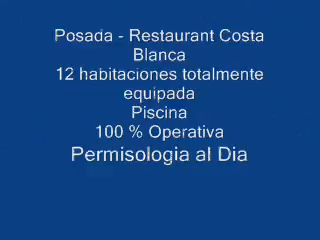 Posada - Restaurant Costa
Blanca
12 habitaciones totalmente
equipada
Piscina
100 % Operativa
Permisologia al Dia